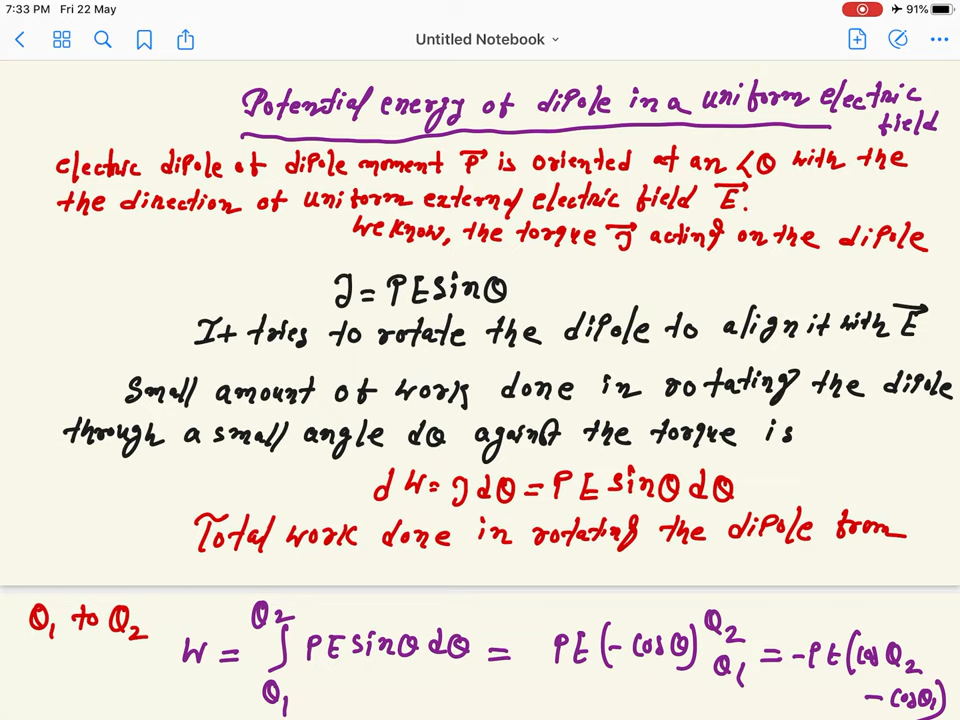 7:33 PM Fri 22 May 91%
Untitled Notebook
Potential energy of dipole in a uniform electric field
electric dipole of dipole moment P⃗ is oriented at an ∠θ with the
the direction of uniform external electric field E⃗.
we know, the torque τ⃗ acting on the dipole
τ = PE sinθ
It tries to rotate the dipole to align it with E⃗
Small amount of work done in rotating the dipole
through a small angle dθ against the torque is
dW = τ dθ = PE sinθ dθ
Total work done in rotating the dipole from
θ₁ to θ₂
W = ∫_θ₁^θ₂ PE sinθ dθ = PE (-cosθ)_θ₁^θ₂ = -PE (cosθ₂ - cosθ₁)